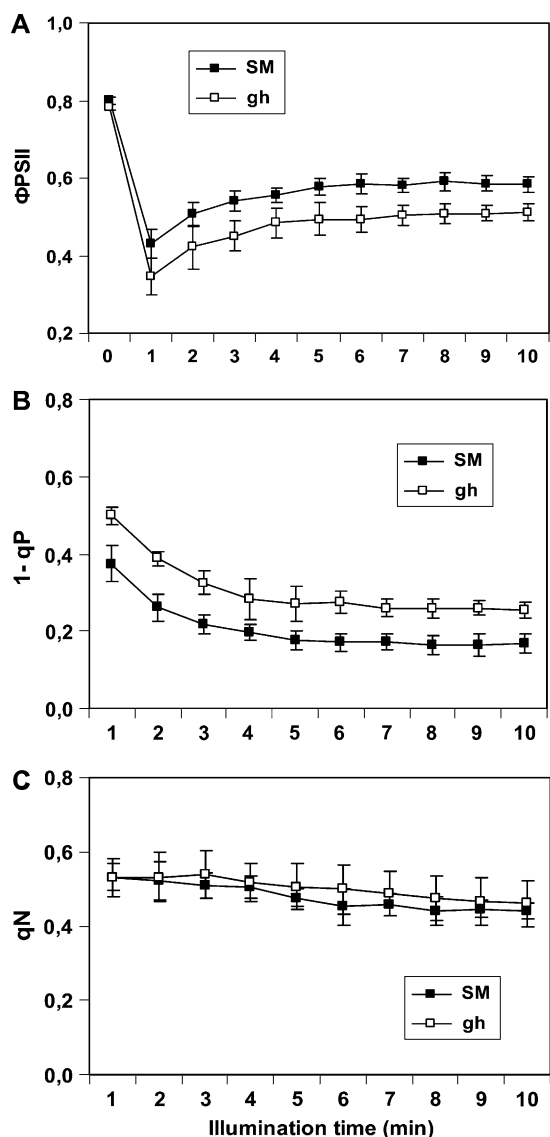 A
1,0
0,8
0,6
0,4
0,2
ΦPSII
SM
gh
0 1 2 3 4 5 6 7 8 9 10
B
0,8
0,6
0,4
0,2
0,0
1- qP
SM
gh
1 2 3 4 5 6 7 8 9 10
C
0,8
0,6
0,4
0,2
0,0
qN
SM
gh
1 2 3 4 5 6 7 8 9 10
Illumination time (min)